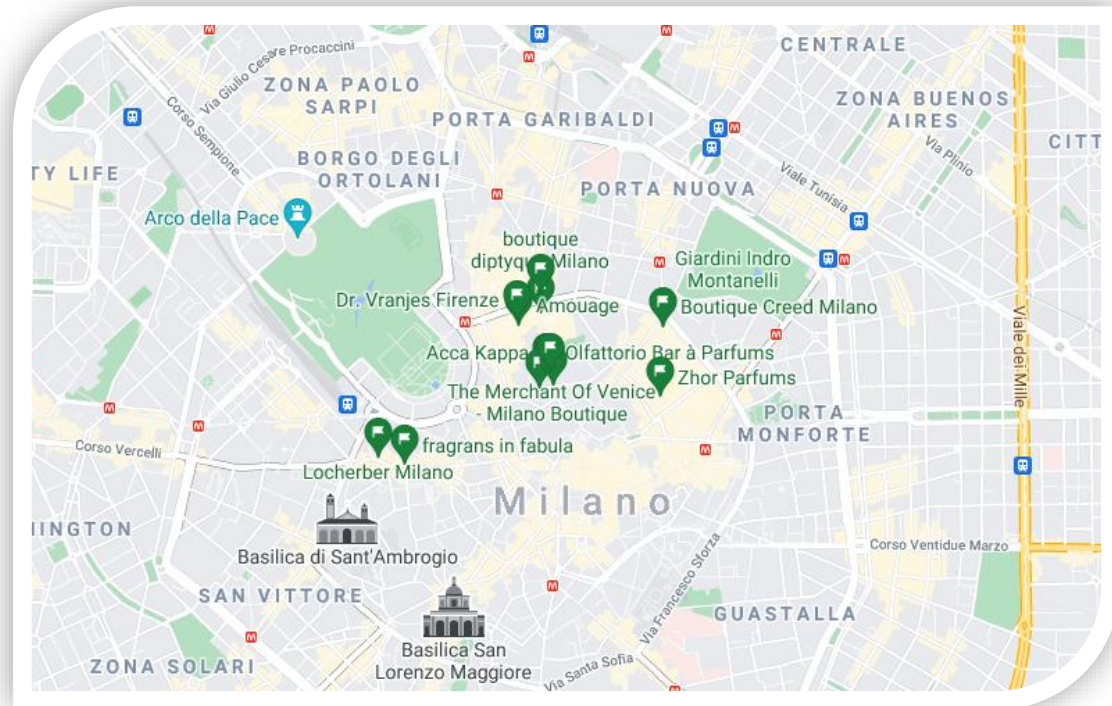 CENTRALE
Via Giulio Cesare Procaccini
ZONA PAOLO
SARPI
ZONA BUENOS
AIRES
Corso Sempione
PORTA GARIBALDI
Via Plinio
CITT
BORGO DEGLI
ORTOLANI
TY LIFE
PORTA NUOVA
Viale Tunisia
Arco della Pace
boutique
diptyque Milano
Giardini Indro
Montanelli
Dr. Vranjes Firenze
Amouage
Boutique Creed Milano
Viale dei Mille
Acca Kappa
Olfattorio Bar à Parfums
Zhor Parfums
The Merchant Of Venice
- Milano Boutique
PORTA
MONFORTE
Corso Vercelli
fragrans in fabula
Locherber Milano
Milano
INGTON
Basilica di Sant'Ambrogio
Corso Ventidue Marzo
Via Francesco Sforza
SAN VITTORE
GUASTALLA
Basilica San
Lorenzo Maggiore
ZONA SOLARI
Via Santa Sofia